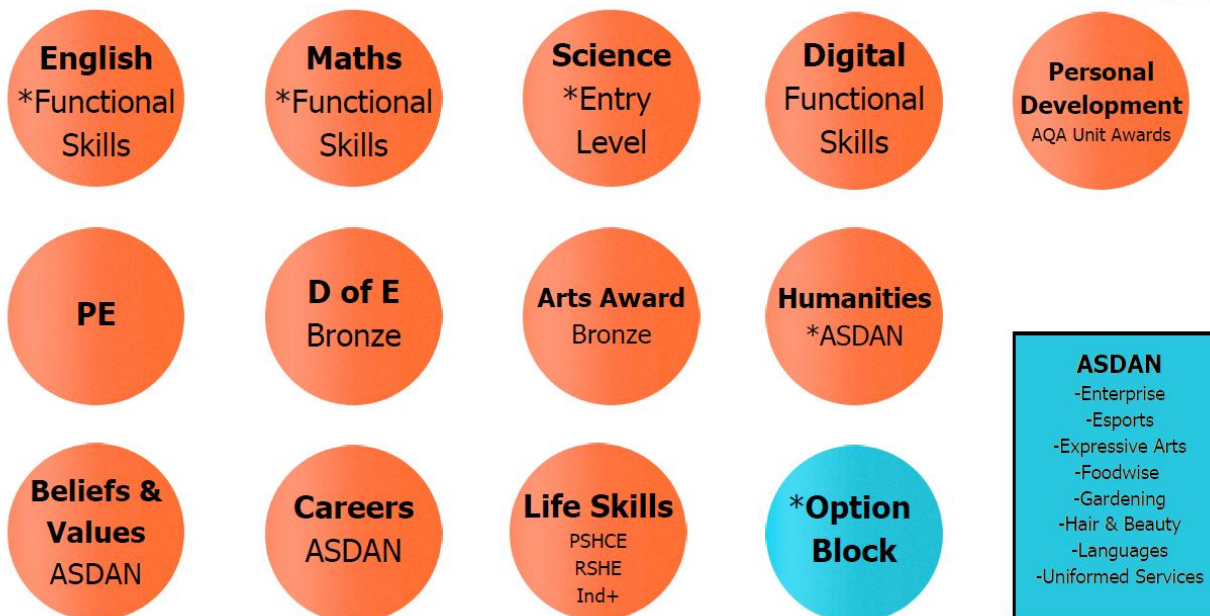 English
*Functional
Skills
Maths
*Functional
Skills
Science
*Entry
Level
Digital
Functional
Skills
Personal
Development
AQA Unit Awards
PE
D of E
Bronze
Arts Award
Bronze
Humanities
*ASDAN
Beliefs &
Values
ASDAN
Careers
ASDAN
Life Skills
PSHCE
RSHE
Ind+
*Option
Block
ASDAN
-Enterprise
-Esports
-Expressive Arts
-Foodwise
-Gardening
-Hair & Beauty
-Languages
-Uniformed Services